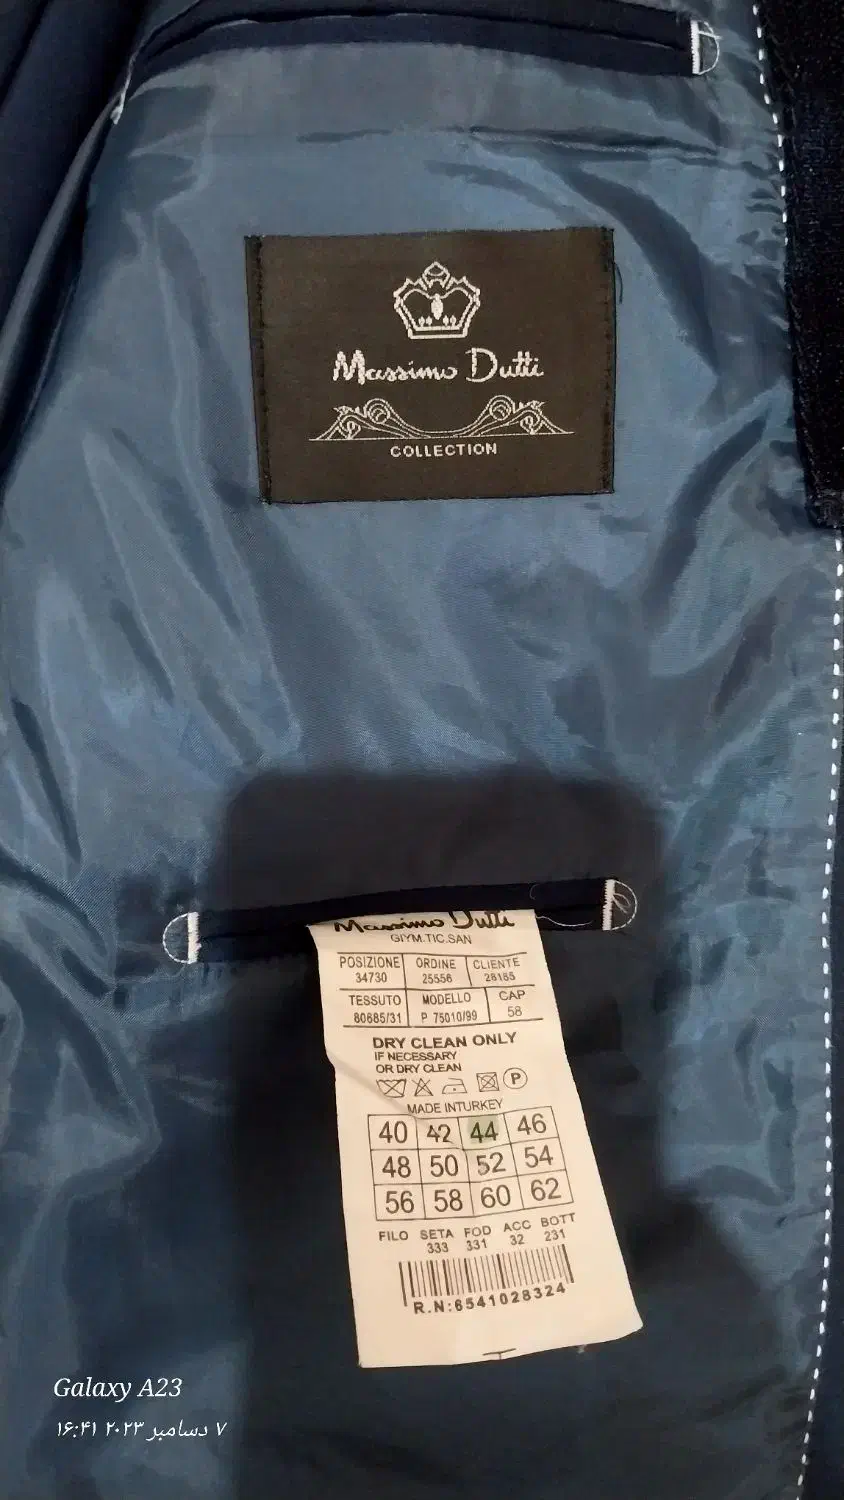 Massimo Dutti
COLLECTION
Massimo Dutti
GIYM.TIC.SAN
POSIZIONE ORDINE CLIENTE
34730 25556 28185
TESSUTO MODELLO CAP
80685/31 P 75010/99 58
DRY CLEAN ONLY
IF NECESSARY
OR DRY CLEAN
P
MADE INTURKEY
40 42 44 46
48 50 52 54
56 58 60 62
FILO SETA FOD ACC BOTT
333 331 32 231
R.N:6541028324
Galaxy A23
۷ دسامبر ۲۰۲۳ ۱۶:۴۱